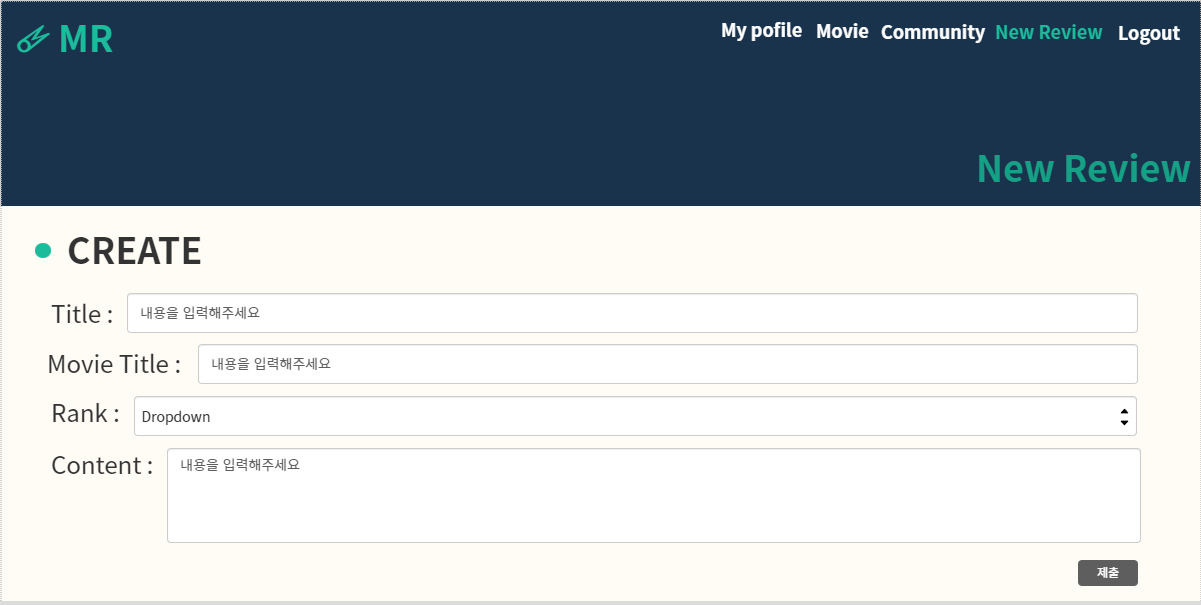 MR
My pofile Movie Community New Review Logout
New Review
CREATE
Title : 내용을 입력해주세요
Movie Title : 내용을 입력해주세요
Rank : Dropdown
Content : 내용을 입력해주세요
제출